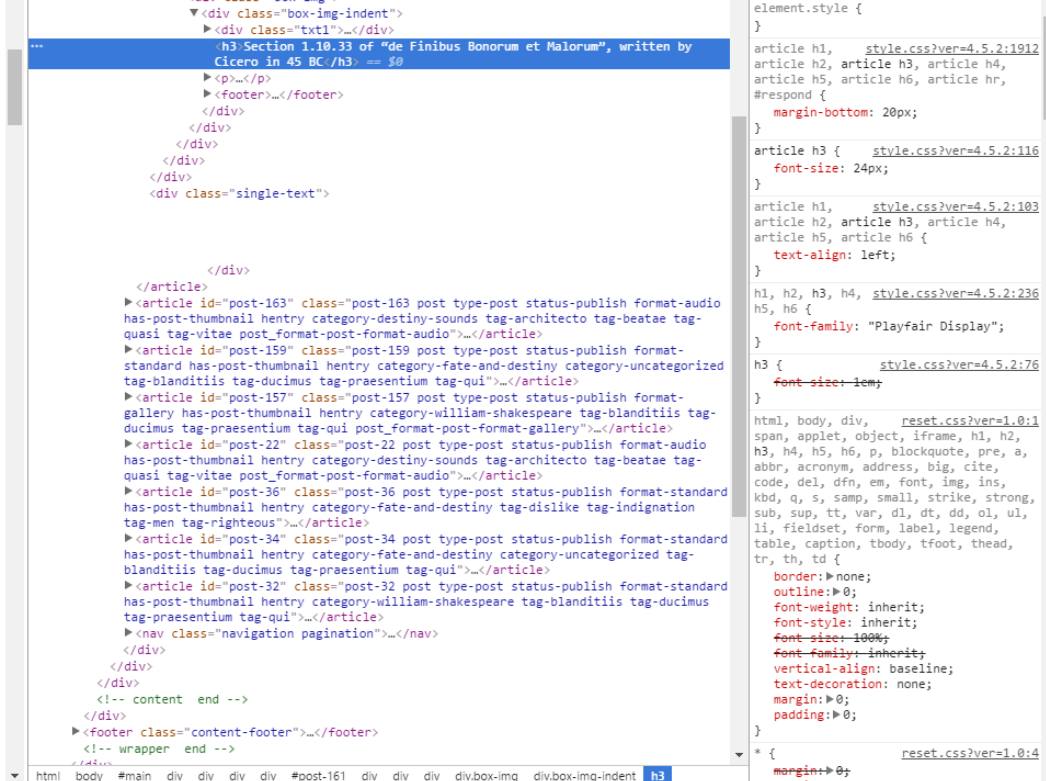 <div class="box-img-indent">
<div class="txt1">…</div>
<h3>Section 1.10.33 of “de Finibus Bonorum et Malorum”, written by
Cicero in 45 BC</h3> == $0
<p>…</p>
<footer>…</footer>
</div>
</div>
</div>
</div>
</div>
<div class="single-text">
</div>
</article>
<article id="post-163" class="post-163 post type-post status-publish format-audio
has-post-thumbnail hentry category-destiny-sounds tag-architecto tag-beatae tag-
quasi tag-vitae post_format-post-format-audio">…</article>
<article id="post-159" class="post-159 post type-post status-publish format-
standard has-post-thumbnail hentry category-fate-and-destiny category-uncategorized
tag-blanditiis tag-ducimus tag-praesentium tag-qui">…</article>
<article id="post-157" class="post-157 post type-post status-publish format-
gallery has-post-thumbnail hentry category-william-shakespeare tag-blanditiis tag-
ducimus tag-praesentium tag-qui post_format-post-format-gallery">…</article>
<article id="post-22" class="post-22 post type-post status-publish format-audio
has-post-thumbnail hentry category-destiny-sounds tag-architecto tag-beatae tag-
quasi tag-vitae post_format-post-format-audio">…</article>
<article id="post-36" class="post-36 post type-post status-publish format-standard
has-post-thumbnail hentry category-fate-and-destiny tag-dislike tag-indignation
tag-men tag-righteous">…</article>
<article id="post-34" class="post-34 post type-post status-publish format-standard
has-post-thumbnail hentry category-fate-and-destiny category-uncategorized tag-
blanditiis tag-ducimus tag-praesentium tag-qui">…</article>
<article id="post-32" class="post-32 post type-post status-publish format-standard
has-post-thumbnail hentry category-william-shakespeare tag-blanditiis tag-ducimus
tag-praesentium tag-qui">…</article>
<nav class="navigation pagination">…</nav>
</div>
</div>
</div>
<!-- content  end -->
</div>
<footer class="content-footer">…</footer>
<!-- wrapper  end -->
html body #main div div div div #post-161 div div div div.box-img div.box-img-indent h3
element.style {
}
article h1, style.css?ver=4.5.2:1912
article h2, article h3, article h4,
article h5, article h6, article hr,
#respond {
margin-bottom: 20px;
}
article h3 { style.css?ver=4.5.2:116
font-size: 24px;
}
article h1, style.css?ver=4.5.2:103
article h2, article h3, article h4,
article h5, article h6 {
text-align: left;
}
h1, h2, h3, h4, style.css?ver=4.5.2:236
h5, h6 {
font-family: "Playfair Display";
}
h3 { style.css?ver=4.5.2:76
font-size: 1em;
}
html, body, div, reset.css?ver=1.0:1
span, applet, object, iframe, h1, h2,
h3, h4, h5, h6, p, blockquote, pre, a,
abbr, acronym, address, big, cite,
code, del, dfn, em, font, img, ins,
kbd, q, s, samp, small, strike, strong,
sub, sup, tt, var, dl, dt, dd, ol, ul,
li, fieldset, form, label, legend,
table, caption, tbody, tfoot, thead,
tr, th, td {
border: none;
outline: 0;
font-weight: inherit;
font-style: inherit;
font-size: 100%;
font-family: inherit;
vertical-align: baseline;
text-decoration: none;
margin: 0;
padding: 0;
}
* { reset.css?ver=1.0:4
margin: 0;